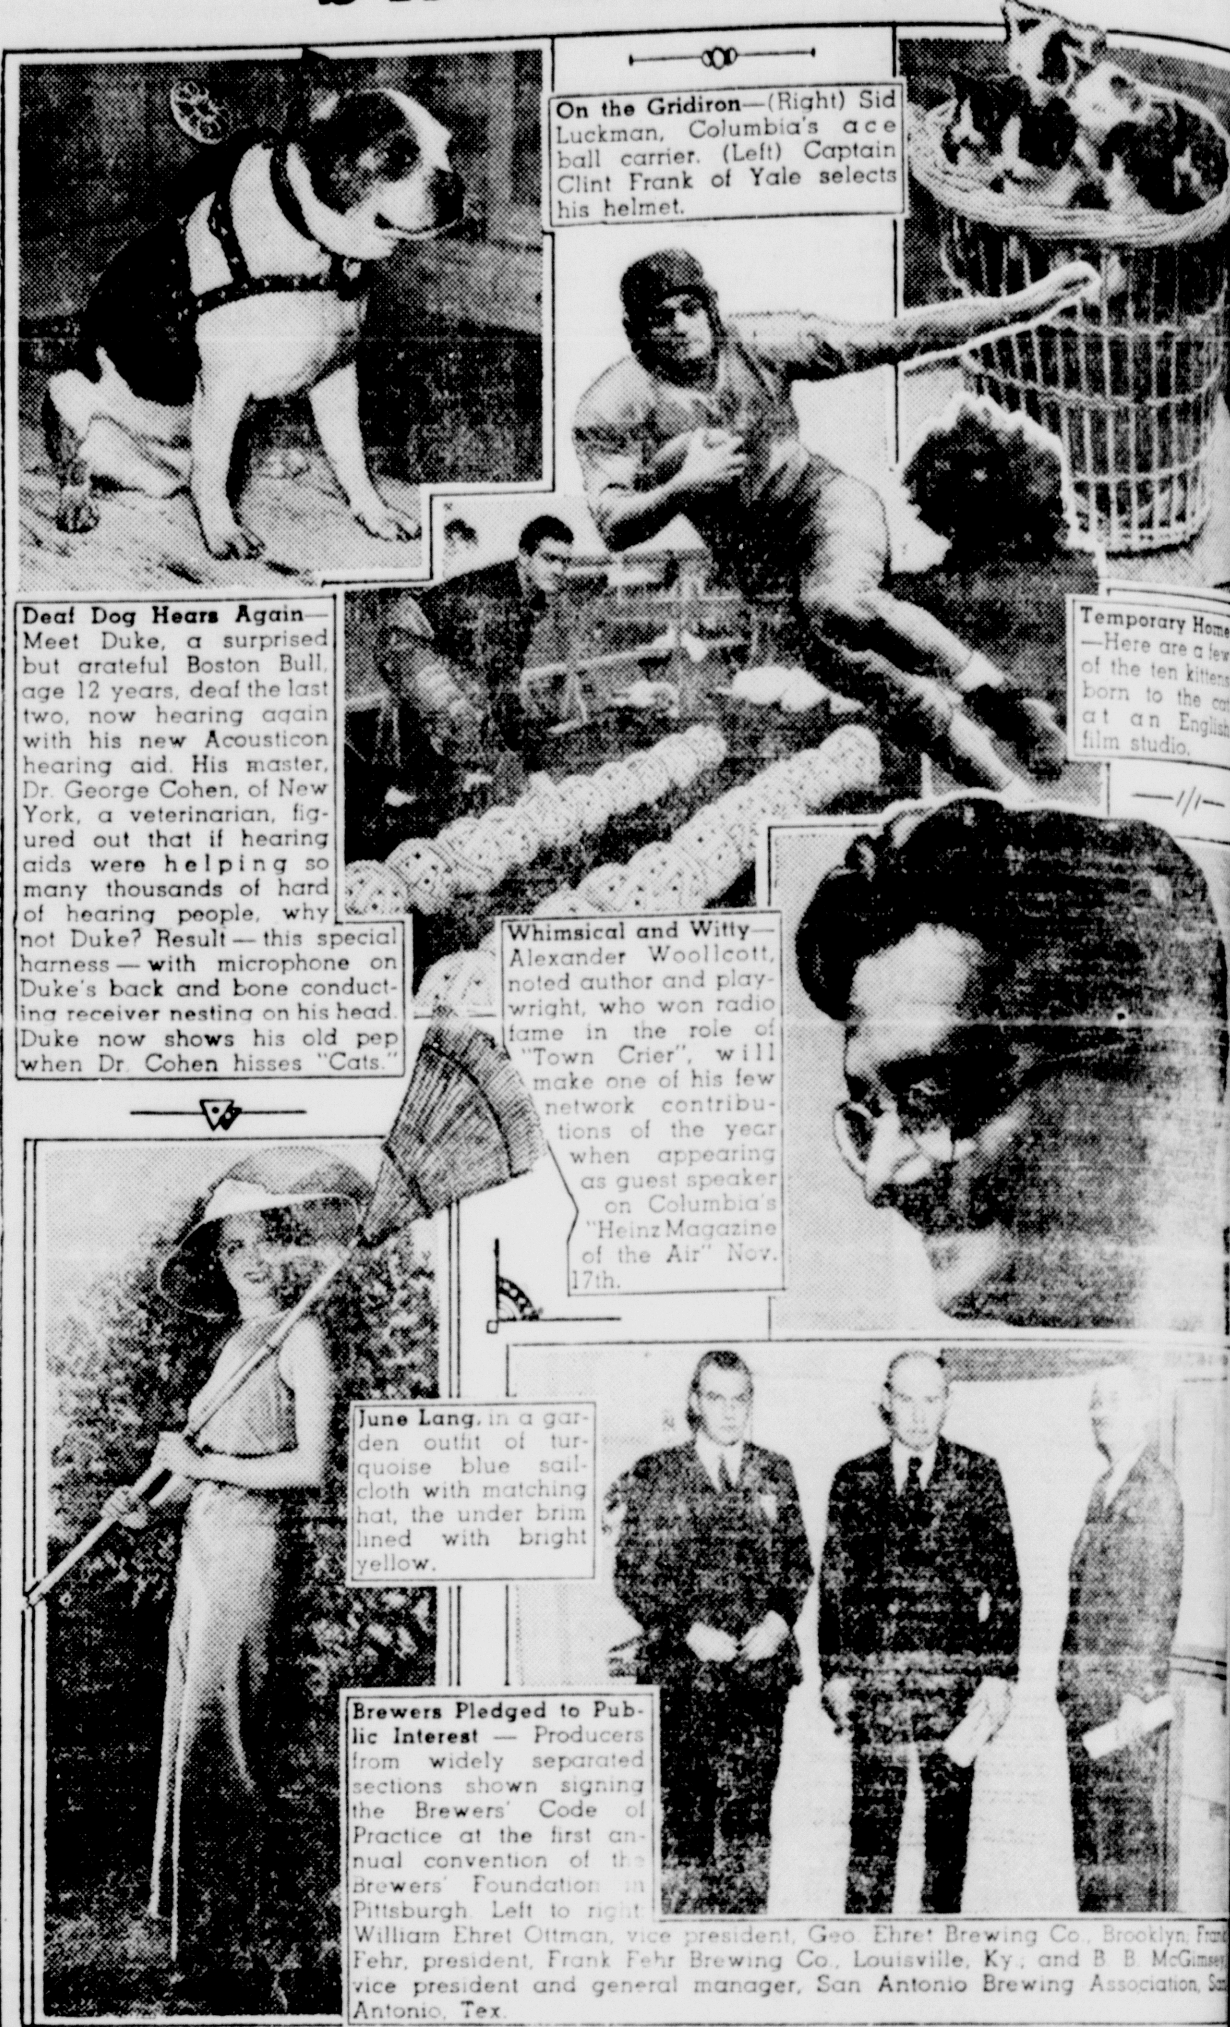 On the Gridiron—(Right) Sid
Luckman, Columbia's ace
ball carrier. (Left) Captain
Clint Frank of Yale selects
his helmet.
Deaf Dog Hears Again—
Meet Duke, a surprised
but grateful Boston Bull,
age 12 years, deaf the last
two, now hearing again
with his new Acousticon
hearing aid. His master,
Dr. George Cohen, of New
York, a veterinarian, fig-
ured out that if hearing
aids were helping so
many thousands of hard
of hearing people, why
not Duke? Result — this special
harness — with microphone on
Duke's back and bone conduct-
ing receiver nesting on his head.
Duke now shows his old pep
when Dr. Cohen hisses "Cats."
Temporary Home
—Here are a few
of the ten kittens
born to the cat
at an English
film studio.
Whimsical and Witty—
Alexander Woollcott,
noted author and play-
wright, who won radio
fame in the role of
"Town Crier", will
make one of his few
network contribu-
tions of the year
when appearing
as guest speaker
on Columbia's
"Heinz Magazine
of the Air" Nov.
17th.
June Lang, in a gar-
den outfit of tur-
quoise blue sail-
cloth with matching
hat, the under brim
lined with bright
yellow.
Brewers Pledged to Pub-
lic Interest — Producers
from widely separated
sections shown signing
the Brewers' Code of
Practice at the first an-
nual convention of the
Brewers' Foundation in
Pittsburgh. Left to right
William Ehret Ottman, vice president, Geo. Ehret Brewing Co., Brooklyn, Frank
Fehr, president, Frank Fehr Brewing Co., Louisville, Ky.; and B. B. McGimsey,
vice president and general manager, San Antonio Brewing Association, San
Antonio, Tex.